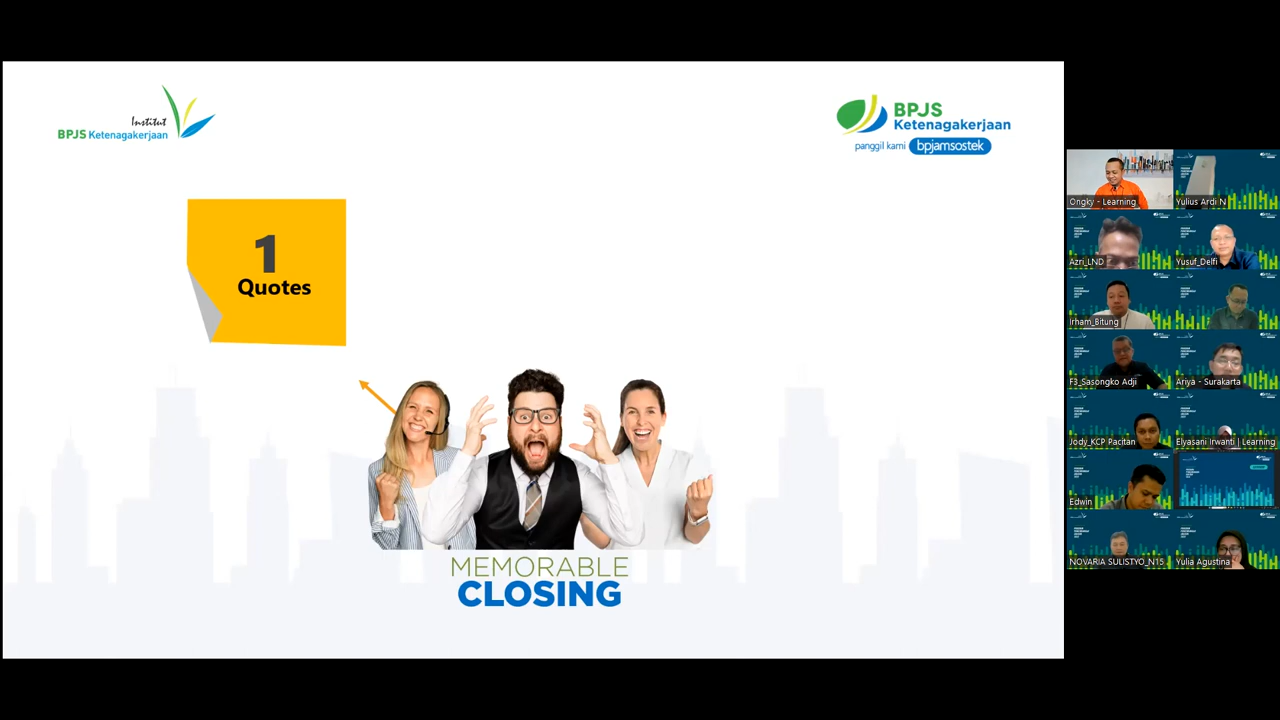 Institut
BPJS Ketenagakerjaan
BPJS
Ketenagakerjaan
panggil kami bpjamsostek
1
Quotes
MEMORABLE
CLOSING
Ongky - Learning
Yulius Ardi N
Azri_LND
Yusuf_Delfi
Irham_Bitung
F3_Sasongko Adji
Ariya - Surakarta
Jody_KCP Pacitan
Elyasani Irwanti | Learning
Edwin
NOVARIA SULISTYO_N15...
Yulia Agustina